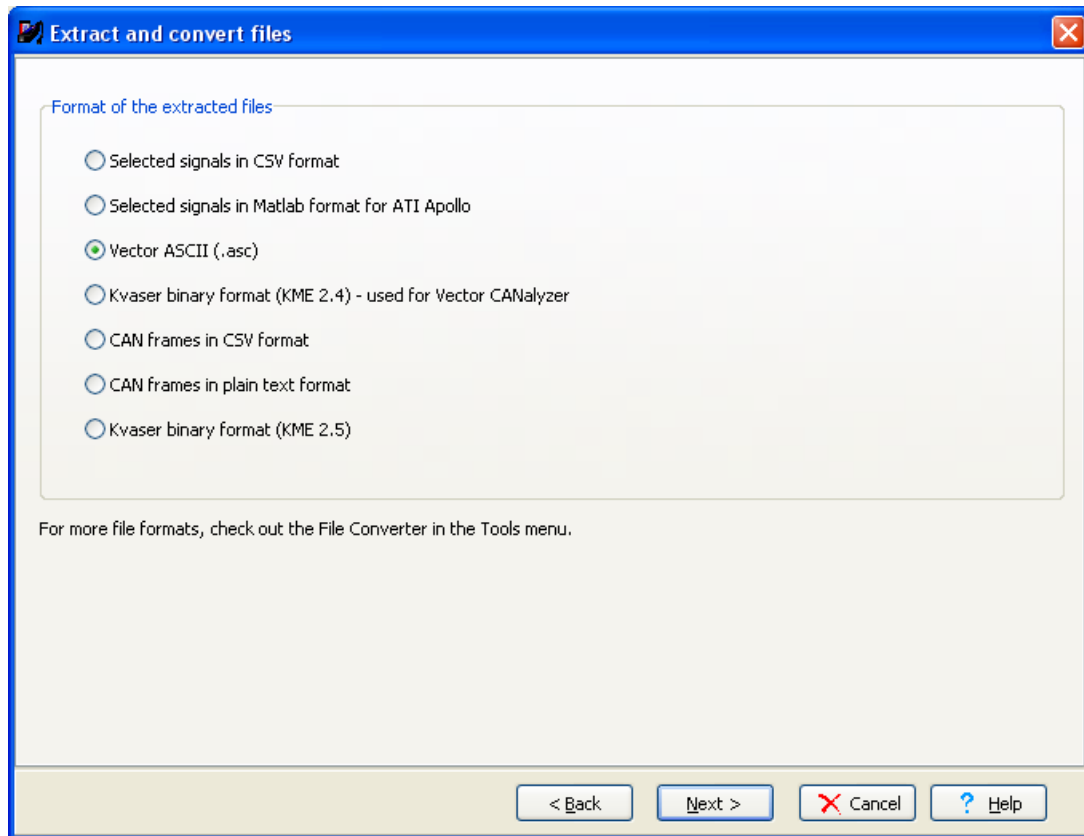 Extract and convert files
Format of the extracted files
Selected signals in CSV format
Selected signals in Matlab format for ATI Apollo
Vector ASCII (.asc)
Kvaser binary format (KME 2.4) - used for Vector CANalyzer
CAN frames in CSV format
CAN frames in plain text format
Kvaser binary format (KME 2.5)
For more file formats, check out the File Converter in the Tools menu.
< Back
Next >
Cancel
? Help